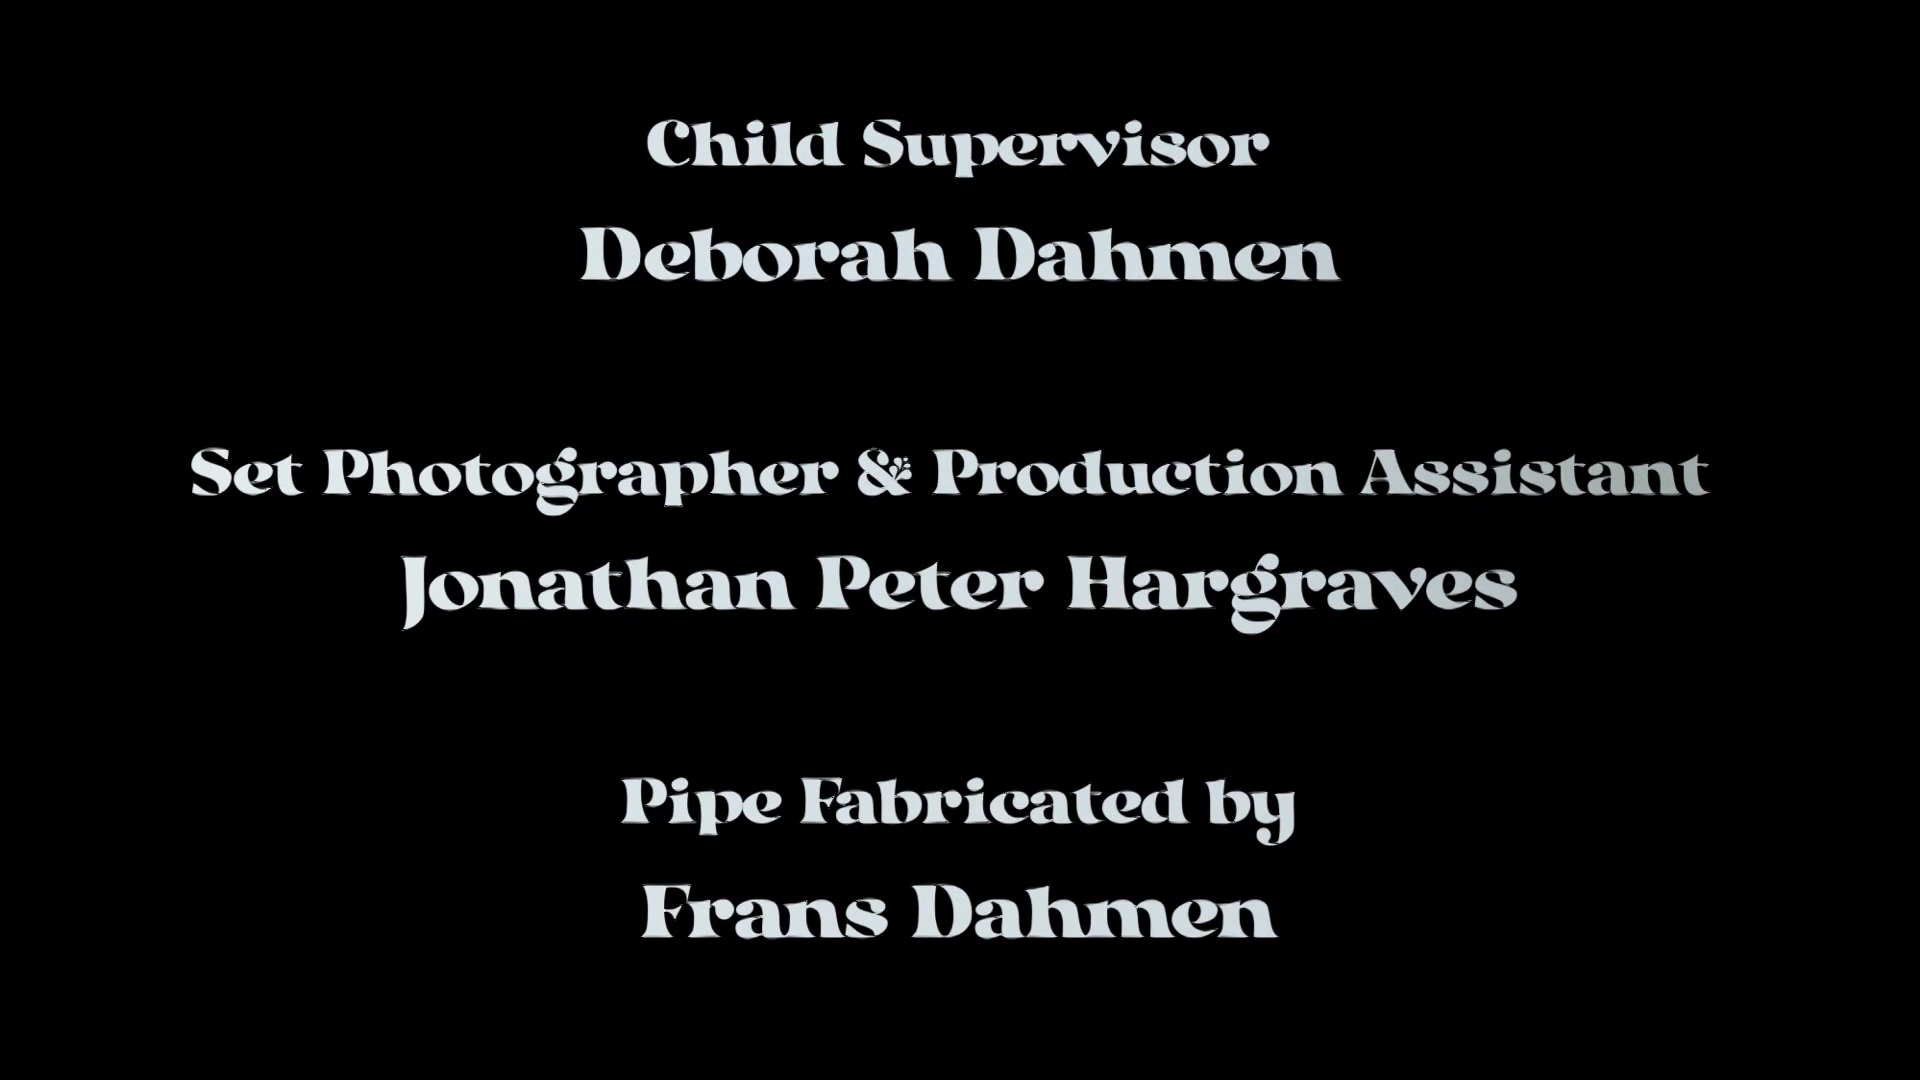 Child Supervisor
Deborah Dahmen
Set Photographer & Production Assistant
Jonathan Peter Hargraves
Pipe Fabricated by
Frans Dahmen